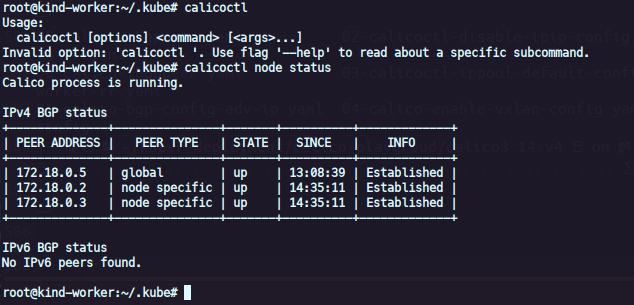 root@kind-worker:~/.kube# calicoctl
Usage:
  calicoctl [options] <command> [<args>...]
Invalid option: 'calicoctl '. Use flag '--help' to read about a specific subcommand.
root@kind-worker:~/.kube# calicoctl node status
Calico process is running.

IPv4 BGP status
+--------------+---------------+-------+----------+-------------+
| PEER ADDRESS |   PEER TYPE   | STATE |  SINCE   |    INFO     |
+--------------+---------------+-------+----------+-------------+
| 172.18.0.5   | global        | up    | 13:08:39 | Established |
| 172.18.0.2   | node specific | up    | 14:35:11 | Established |
| 172.18.0.3   | node specific | up    | 14:35:11 | Established |
+--------------+---------------+-------+----------+-------------+

IPv6 BGP status
No IPv6 peers found.

root@kind-worker:~/.kube#